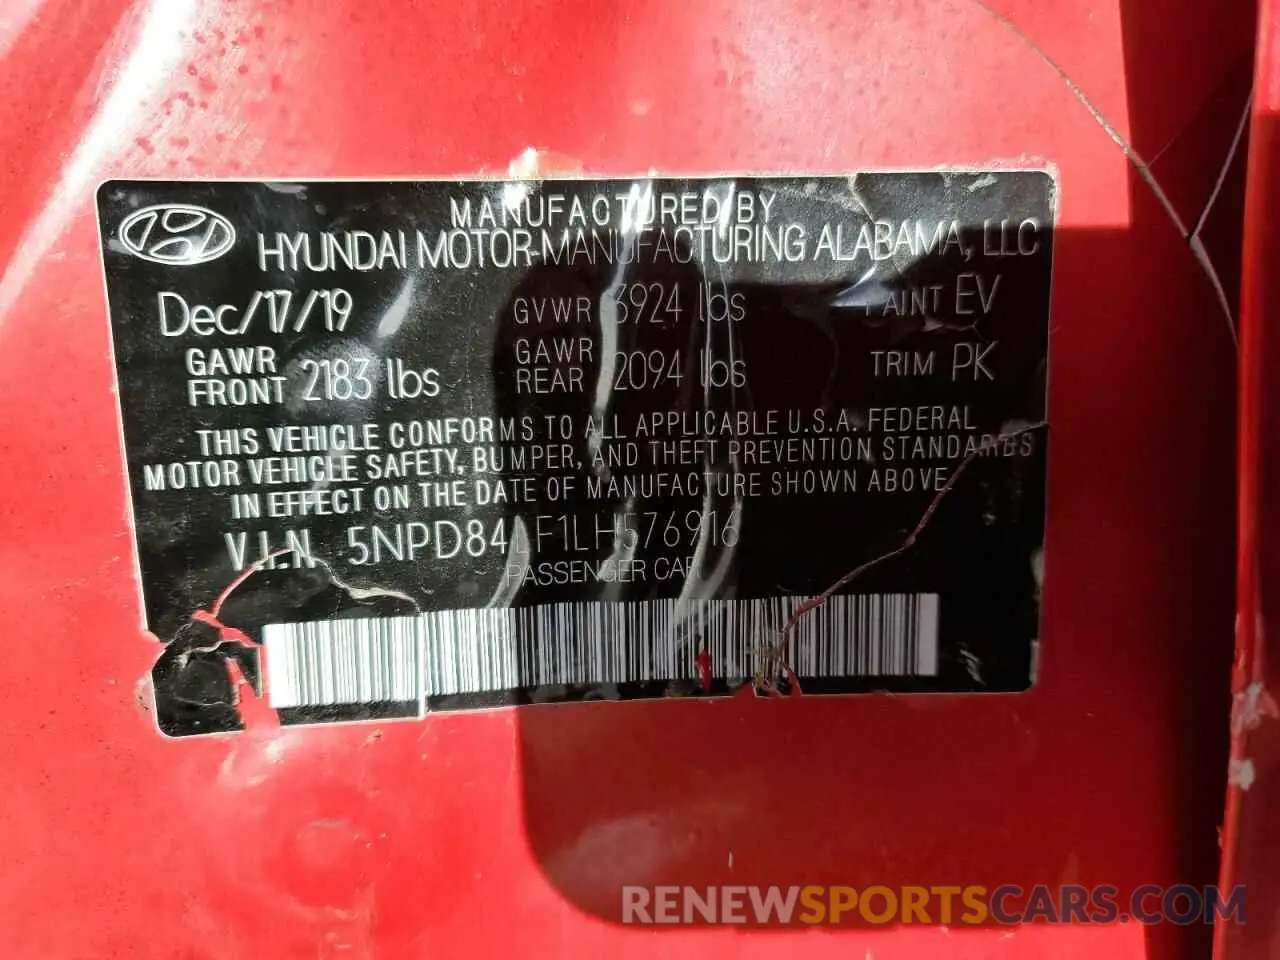 MANUFACTURED BY
HYUNDAI MOTOR MANUFACTURING ALABAMA, LLC
Dec/17/19 GVWR 3924 lbs PAINT EV
GAWR FRONT 2183 lbs GAWR REAR 2094 lbs TRIM PK
THIS VEHICLE CONFORMS TO ALL APPLICABLE U.S.A. FEDERAL
MOTOR VEHICLE SAFETY, BUMPER, AND THEFT PREVENTION STANDARDS
IN EFFECT ON THE DATE OF MANUFACTURE SHOWN ABOVE.
V.I.N 5NPD84LF1LH576916
PASSENGER CAR
RENEWSPORTSCARS.COM